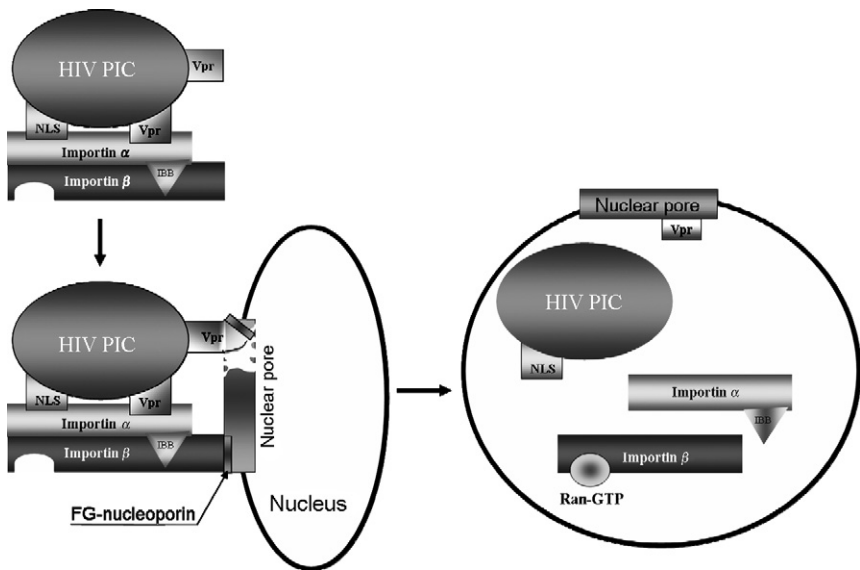 HIV PIC
Vpr
NLS
Vpr
Importin α
Importin β
IBB
HIV PIC
Vpr
NLS
Vpr
Importin α
Importin β
IBB
Nuclear pore
FG-nucleoporin
Nucleus
Nuclear pore
Vpr
HIV PIC
NLS
Importin α
IBB
Importin β
Ran-GTP